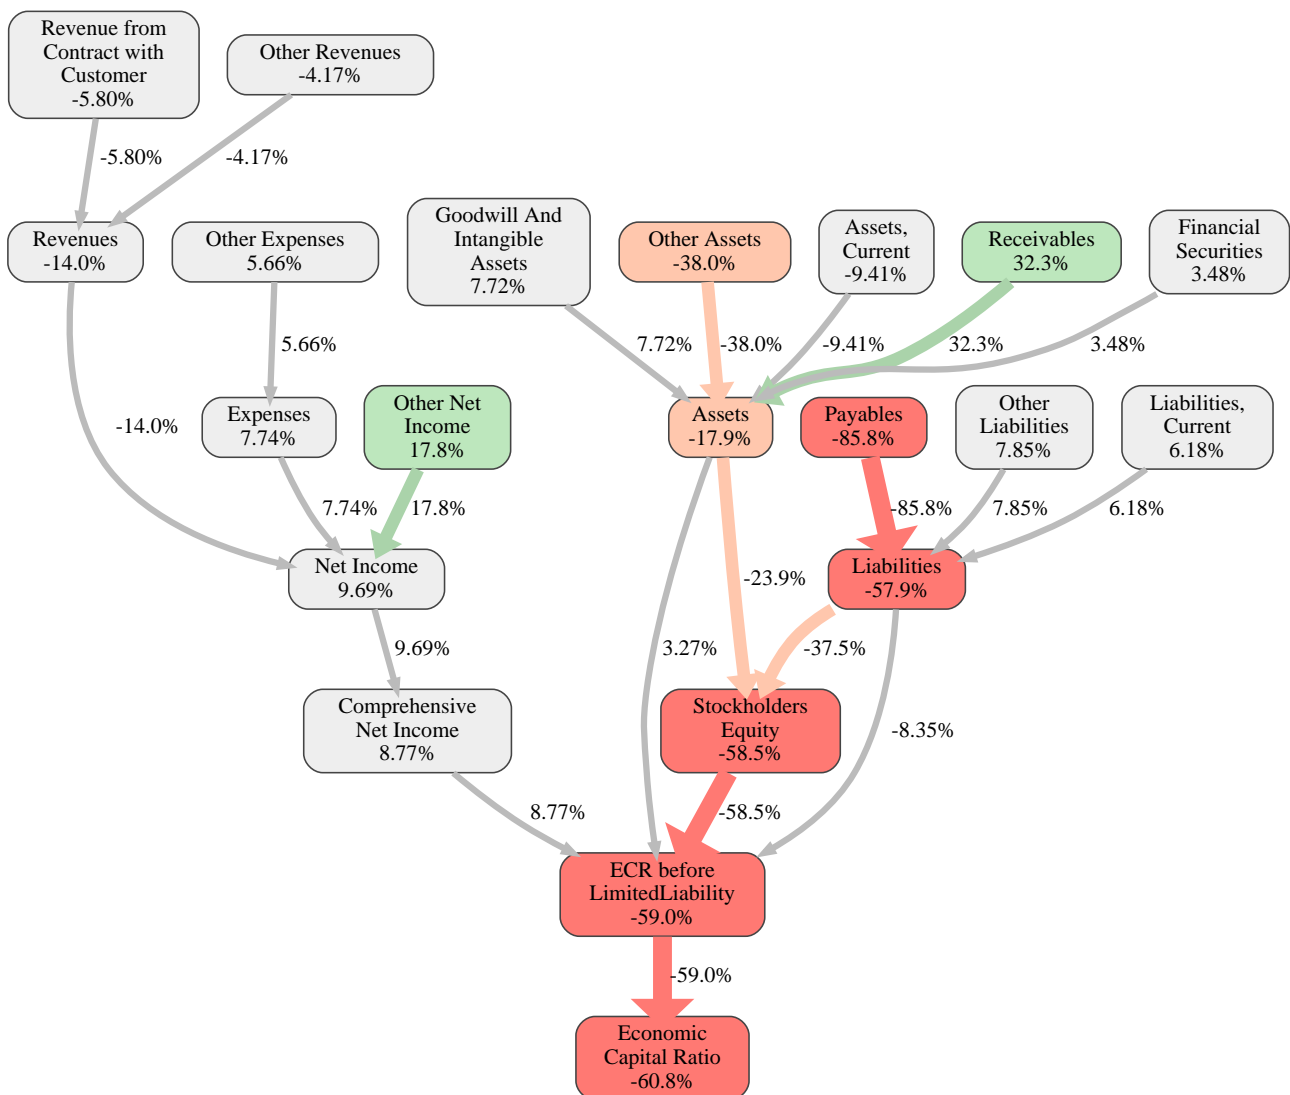 Revenue from
Contract with
Customer
-5.80%
Other Revenues
-4.17%
-5.80%
-4.17%
Revenues
-14.0%
Other Expenses
5.66%
Goodwill And
Intangible
Assets
7.72%
Other Assets
-38.0%
Assets,
Current
-9.41%
Receivables
32.3%
Financial
Securities
3.48%
5.66%
7.72%
-38.0%
-9.41%
32.3%
3.48%
-14.0%
Expenses
7.74%
Other Net
Income
17.8%
Assets
-17.9%
Payables
-85.8%
Other
Liabilities
7.85%
Liabilities,
Current
6.18%
7.74%
17.8%
-85.8%
7.85%
6.18%
Net Income
9.69%
-23.9%
Liabilities
-57.9%
9.69%
3.27%
-37.5%
Comprehensive
Net Income
8.77%
Stockholders
Equity
-58.5%
-8.35%
8.77%
-58.5%
ECR before
LimitedLiability
-59.0%
-59.0%
Economic
Capital Ratio
-60.8%